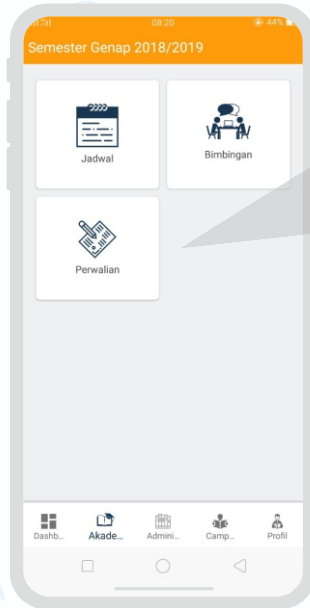 08:20
44%
Semester Genap 2018/2019
Jadwal
Bimbingan
Perwalian
Dashb...
Akade...
Admini...
Camp...
Profil